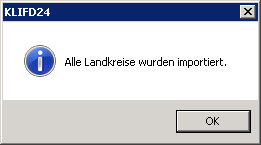 KLIFD24
Alle Landkreise wurden importiert.
OK